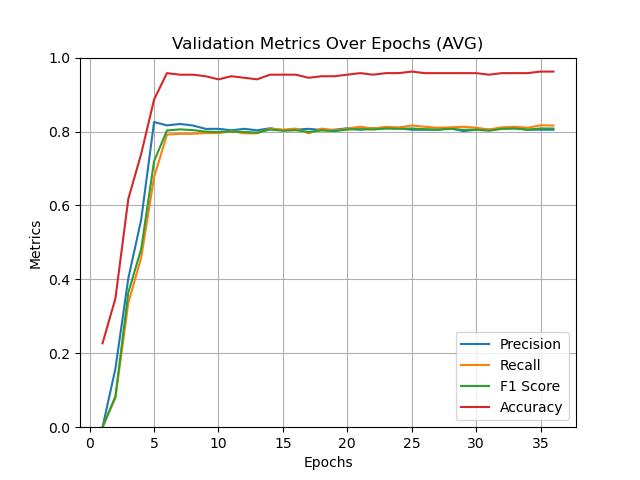 Validation Metrics Over Epochs (AVG)
1.0
0.8
0.6
0.4
0.2
0.0
Metrics
0 5 10 15 20 25 30 35
Epochs
Precision
Recall
F1 Score
Accuracy